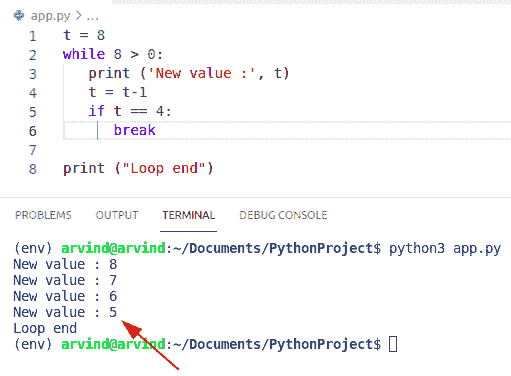 app.py > ...
1 t = 8
2 while 8 > 0:
3     print ('New value :', t)
4     t = t-1
5     if t == 4:
6         break
7
8 print ("Loop end")
PROBLEMS OUTPUT TERMINAL DEBUG CONSOLE
(env) arvind@arvind:~/Documents/PythonProject$ python3 app.py
New value : 8
New value : 7
New value : 6
New value : 5
Loop end
(env) arvind@arvind:~/Documents/PythonProject$